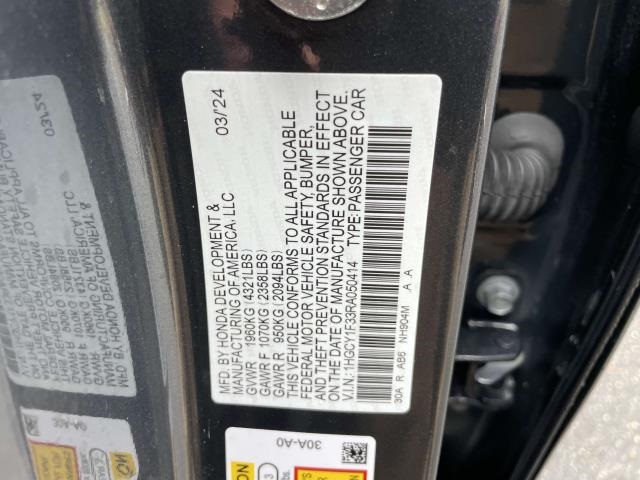 MFD. BY HONDA DEVELOPMENT & 03/'24
MANUFACTURING OF AMERICA, LLC
GVWR 1960KG (4321LBS)
GAWR F 1070KG (2358LBS)
GAWR R 950KG (2094LBS)
THIS VEHICLE CONFORMS TO ALL APPLICABLE
FEDERAL MOTOR VEHICLE SAFETY, BUMPER,
AND THEFT PREVENTION STANDARDS IN EFFECT
ON THE DATE OF MANUFACTURE SHOWN ABOVE.
V.I.N.: 1HGCY1F33RA050414 TYPE:PASSENGER CAR
30A R AB6 NH904M A A
30A-A0